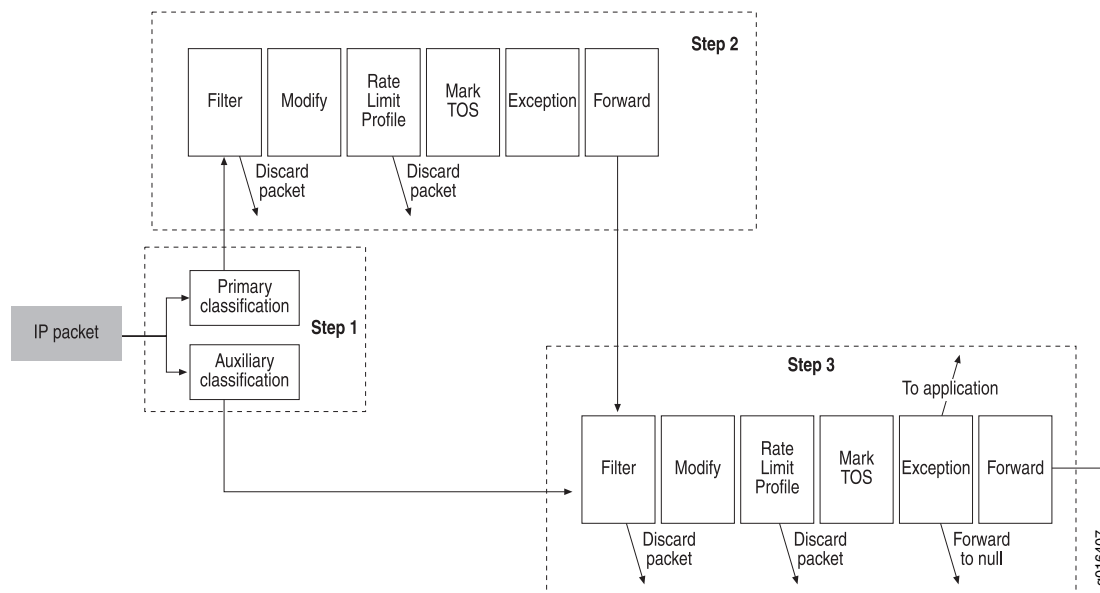 Step 2
Filter
Modify
Rate
Limit
Profile
Mark
TOS
Exception
Forward
Discard
packet
Discard
packet
IP packet
Primary
classification
Step 1
Auxiliary
classification
Step 3
To application
Filter
Modify
Rate
Limit
Profile
Mark
TOS
Exception
Forward
Discard
packet
Discard
packet
Forward
to null
g016407